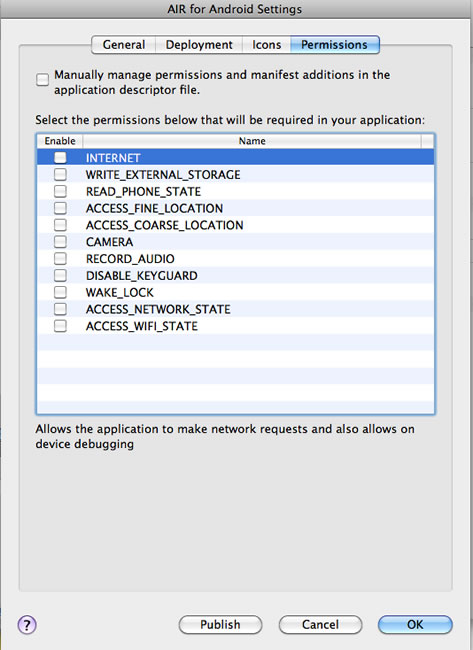 AIR for Android Settings
General Deployment Icons Permissions
Manually manage permissions and manifest additions in the
application descriptor file.
Select the permissions below that will be required in your application:
Enable Name
INTERNET
WRITE_EXTERNAL_STORAGE
READ_PHONE_STATE
ACCESS_FINE_LOCATION
ACCESS_COARSE_LOCATION
CAMERA
RECORD_AUDIO
DISABLE_KEYGUARD
WAKE_LOCK
ACCESS_NETWORK_STATE
ACCESS_WIFI_STATE
Allows the application to make network requests and also allows on
device debugging
? Publish Cancel OK